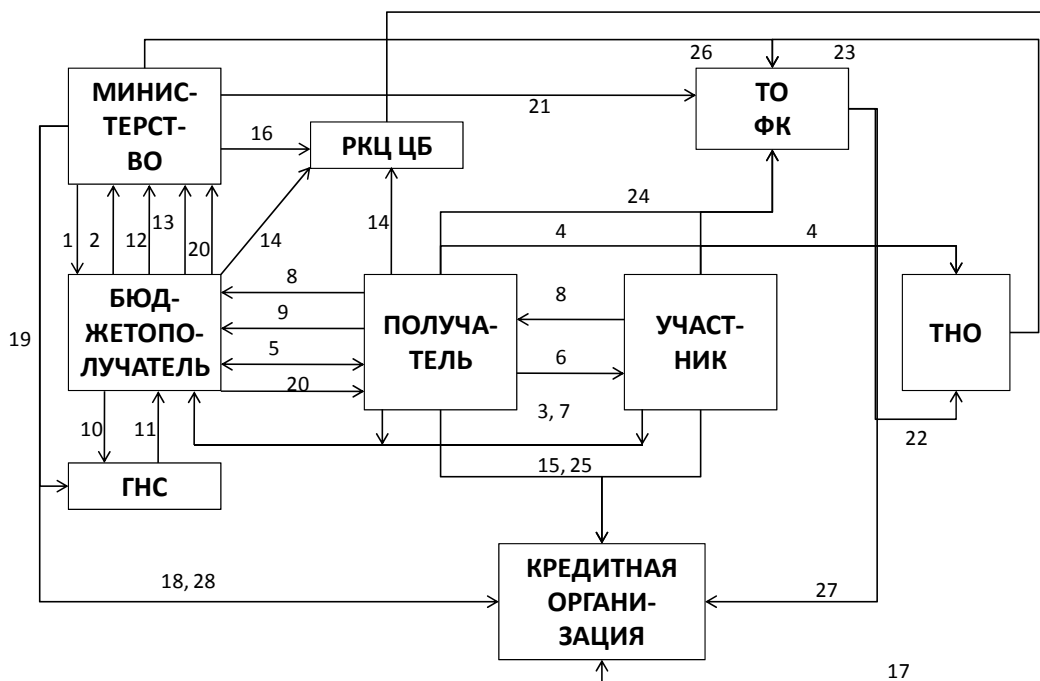 26
23
МИНИС-
ТЕРСТ-
ВО
21
ТО
ФК
16
РКЦ ЦБ
1
2
12
13
20
14
14
24
4
4
БЮД-
ЖЕТОПО-
ЛУЧАТЕЛЬ
8
9
5
20
ПОЛУЧА-
ТЕЛЬ
8
6
УЧАСТ-
НИК
ТНО
19
3, 7
10
11
22
ГНС
15, 25
КРЕДИТНАЯ
ОРГАНИ-
ЗАЦИЯ
18, 28
27
17